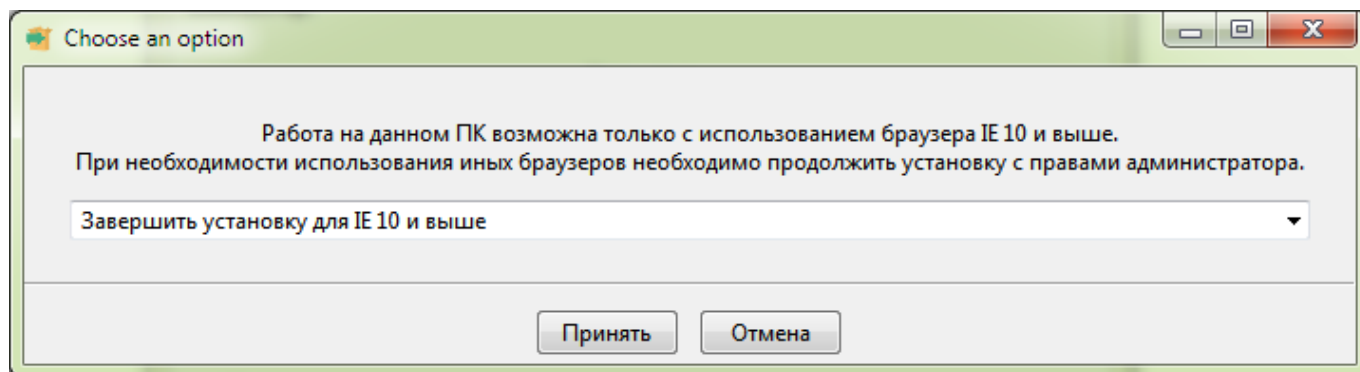 Choose an option
Работа на данном ПК возможна только с использованием браузера IE 10 и выше.
При необходимости использования иных браузеров необходимо продолжить установку с правами администратора.
Завершить установку для IE 10 и выше
Принять Отмена